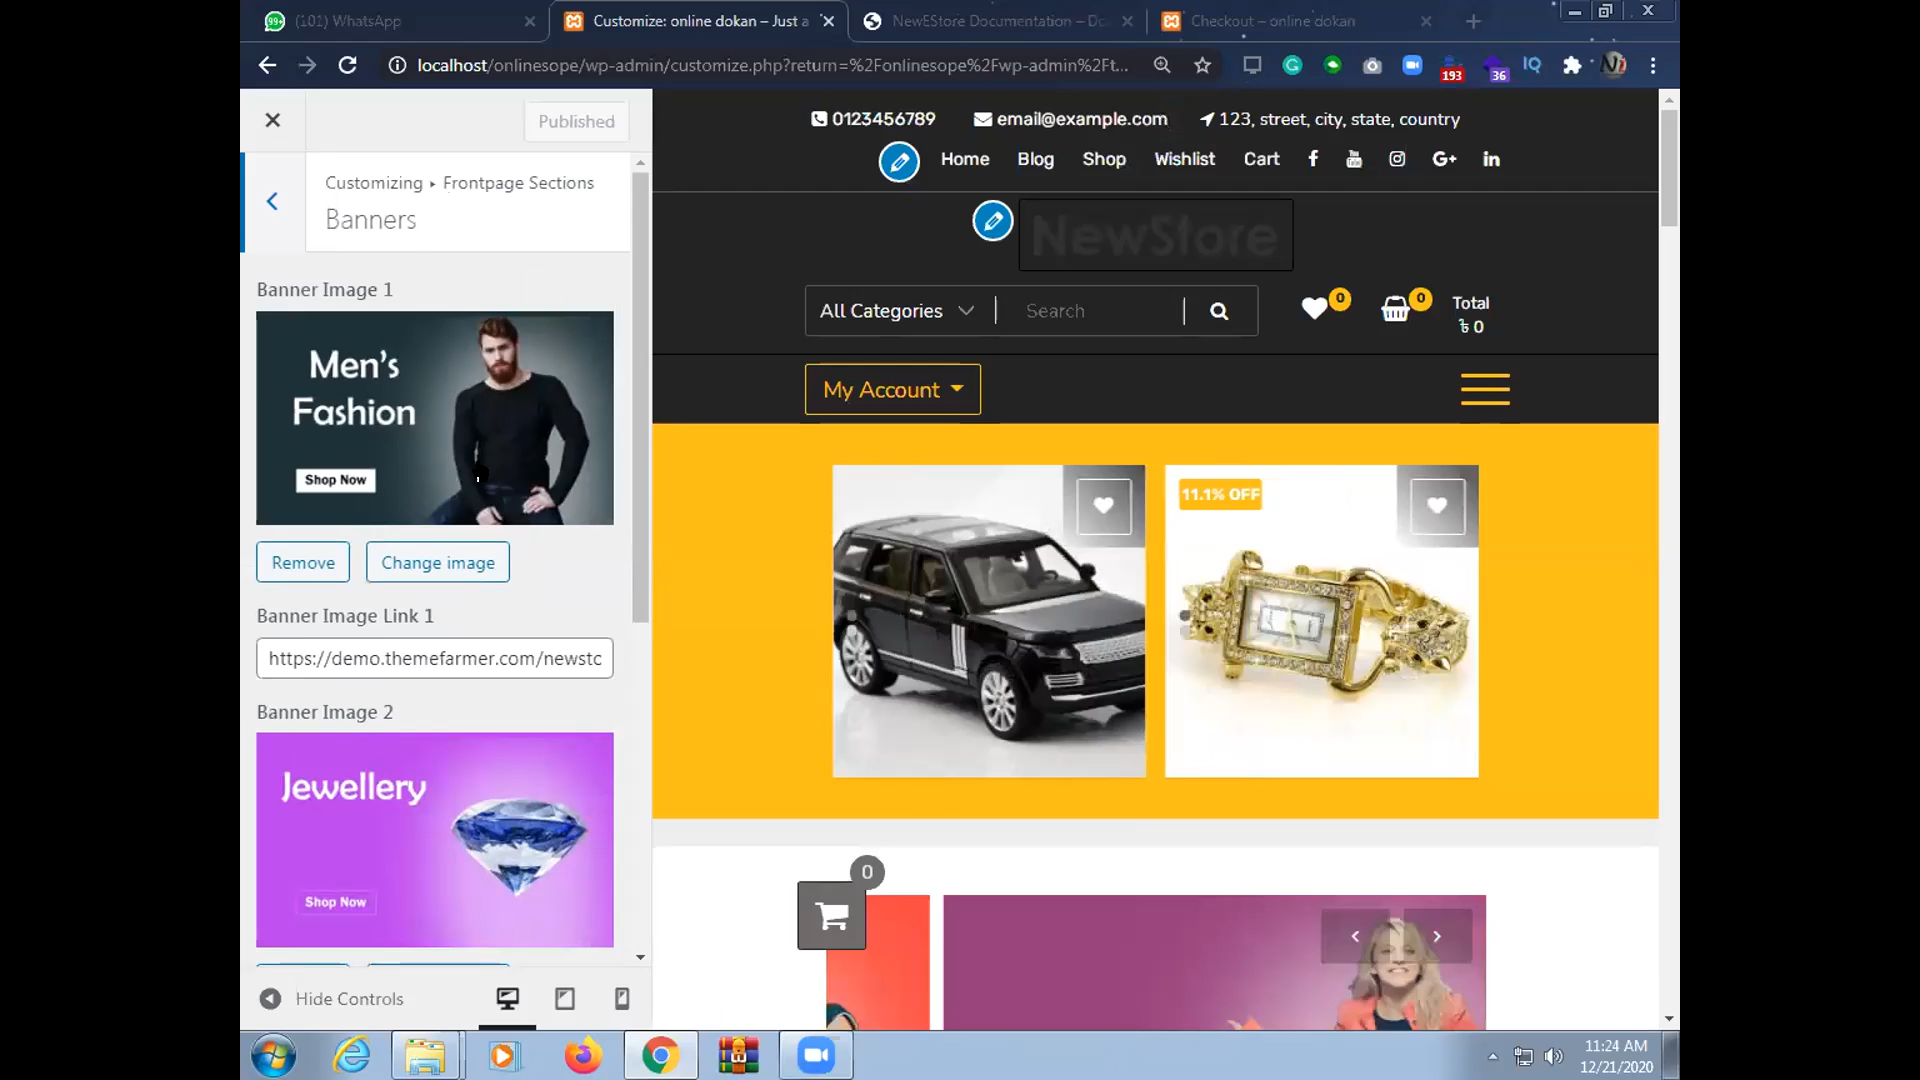 (101) WhatsApp
Customize: online dokan – Just a
NewEStore Documentation – Do
Checkout – online dokan
localhost/onlinesope/wp-admin/customize.php?return=%2Fonlinesope%2Fwp-admin%2Ft...
193
36
IQ
Published
Customizing ▸ Frontpage Sections
Banners
Banner Image 1
Men's
Fashion
Shop Now
Remove
Change image
Banner Image Link 1
https://demo.themefarmer.com/newstc
Banner Image 2
Jewellery
Shop Now
Hide Controls
0123456789
email@example.com
123, street, city, state, country
Home
Blog
Shop
Wishlist
Cart
NewStore
All Categories
Search
0
0
Total
৳ 0
My Account
11.1% OFF
0
11:24 AM
12/21/2020